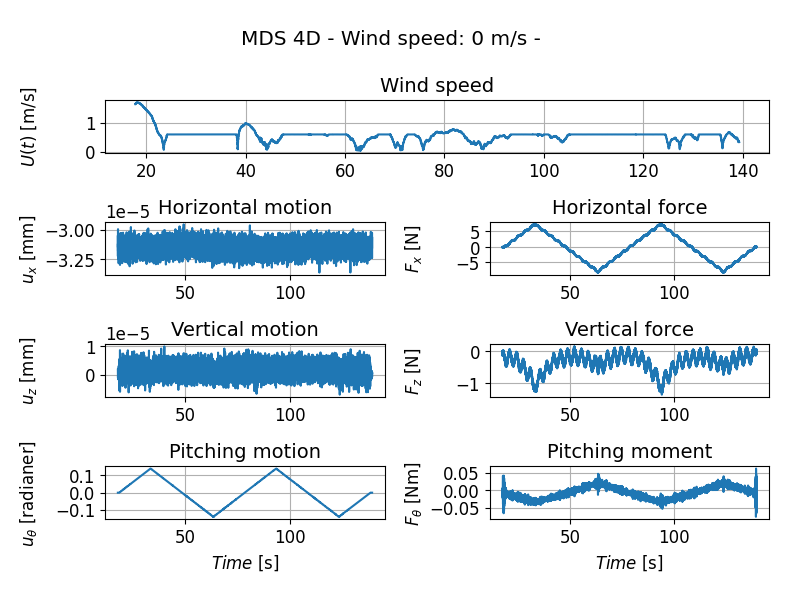 MDS 4D - Wind speed: 0 m/s -
Wind speed
U(t) [m/s]
1
0
20 40 60 80 100 120 140
1e−5 Horizontal motion
u_x [mm]
−3.00
−3.25
50 100
Horizontal force
F_x [N]
5
0
−5
50 100
1e−5 Vertical motion
u_z [mm]
1
0
50 100
Vertical force
F_z [N]
0
−1
50 100
Pitching motion
u_θ [radianer]
0.1
0.0
−0.1
50 100
Time [s]
Pitching moment
F_θ [Nm]
0.05
0.00
−0.05
50 100
Time [s]